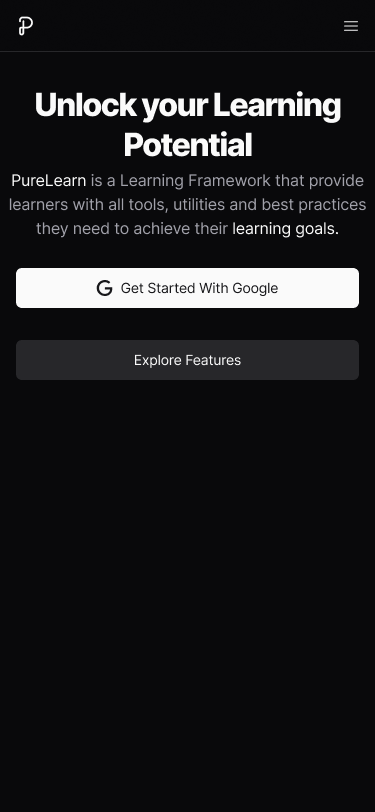 Unlock your Learning
Potential
PureLearn is a Learning Framework that provide
learners with all tools, utilities and best practices
they need to achieve their learning goals.
Get Started With Google
Explore Features